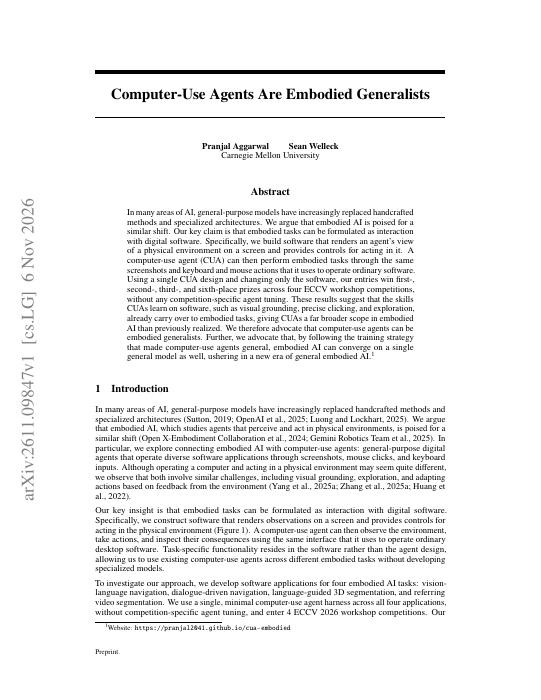 Computer-Use Agents Are Embodied Generalists
Pranjal Aggarwal Sean Welleck
Carnegie Mellon University
Abstract
In many areas of AI, general-purpose models have increasingly replaced handcrafted
methods and specialized architectures. We argue that embodied AI is poised for a
similar shift. Our key claim is that embodied tasks can be formulated as interaction
with digital software. Specifically, we build software that renders an agent's view
of a physical environment on a screen and provides controls for acting in it. A
computer-use agent (CUA) can then perform embodied tasks through the same
screenshots and keyboard and mouse actions that it uses to operate ordinary software.
Using a single CUA design and changing only the software, our entries win first-,
second-, third-, and sixth-place prizes across four ECCV workshop competitions,
without any competition-specific agent tuning. These results suggest that the skills
CUAs learn on software, such as visual grounding, precise clicking, and exploration,
already carry over to embodied tasks, giving CUAs a far broader scope in embodied
AI than previously realized. We therefore advocate that computer-use agents can be
embodied generalists. Further, we advocate that, by following the training strategy
that made computer-use agents general, embodied AI can converge on a single
general model as well, ushering in a new era of general embodied AI.1
1 Introduction
In many areas of AI, general-purpose models have increasingly replaced handcrafted methods and
specialized architectures (Sutton, 2019; OpenAI et al., 2025; Luong and Lockhart, 2025). We argue
that embodied AI, which studies agents that perceive and act in physical environments, is poised for a
similar shift (Open X-Embodiment Collaboration et al., 2024; Gemini Robotics Team et al., 2025). In
particular, we explore connecting embodied AI with computer-use agents: general-purpose digital
agents that operate diverse software applications through screenshots, mouse clicks, and keyboard
inputs. Although operating a computer and acting in a physical environment may seem quite different,
we observe that both involve similar challenges, including visual grounding, exploration, and adapting
actions based on feedback from the environment (Yang et al., 2025a; Zhang et al., 2025a; Huang et
al., 2022).
Our key insight is that embodied tasks can be formulated as interaction with digital software.
Specifically, we construct software that renders observations on a screen and provides controls for
acting in the physical environment (Figure 1). A computer-use agent can then observe the environment,
take actions, and inspect their consequences using the same interface that it uses to operate ordinary
desktop software. Task-specific functionality resides in the software rather than the agent design,
allowing us to use existing computer-use agents across different embodied tasks without developing
specialized models.
To investigate our approach, we develop software applications for four embodied AI tasks: vision-
language navigation, dialogue-driven navigation, language-guided 3D segmentation, and referring
video segmentation. We use a single, minimal computer-use agent harness across all four applications,
without competition-specific agent tuning, and enter 4 ECCV 2026 workshop competitions. Our
1Website: https://pranjal2041.github.io/cua-embodied
Preprint.
arXiv:2611.09847v1 [cs.LG] 6 Nov 2026